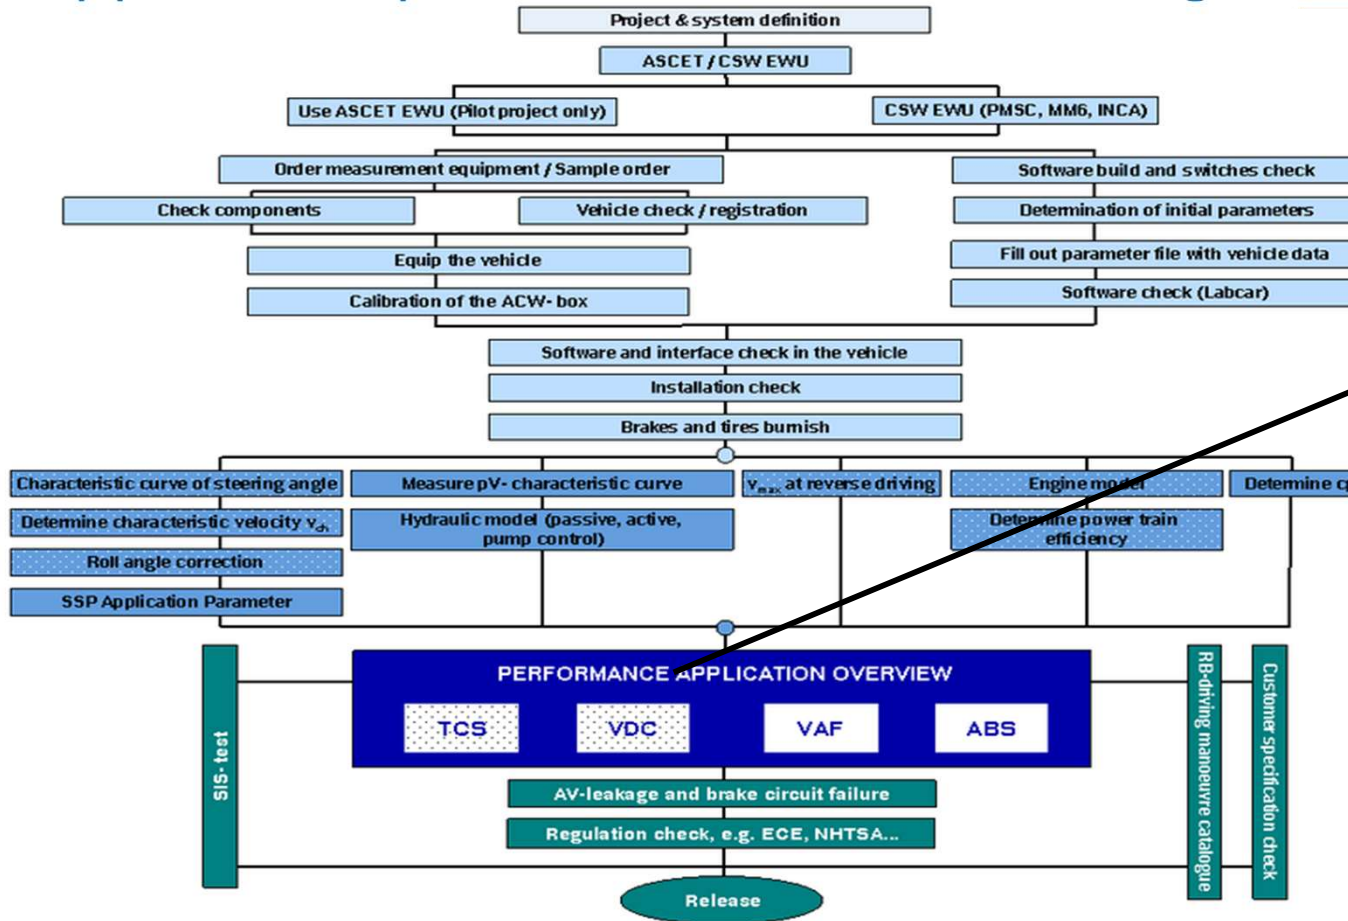 Project & system definition
ASCET / CSW EWU
Use ASCET EWU (Pilot project only)
CSW EWU (PMSC, MM6, INCA)
Order measurement equipment / Sample order
Software build and switches check
Check components
Vehicle check / registration
Determination of initial parameters
Equip the vehicle
Fill out parameter file with vehicle data
Calibration of the ACW- box
Software check (Labcar)
Software and interface check in the vehicle
Installation check
Brakes and tires burnish
Characteristic curve of steering angle
Measure pV- characteristic curve
vmax at reverse driving
Engine model
Determine
Determine characteristic velocity vch
Hydraulic model (passive, active,
pump control)
Determine power train
efficiency
Roll angle correction
SSP Application Parameter
SIS- test
PERFORMANCE APPLICATION OVERVIEW
TCS
VDC
VAF
ABS
RB-driving manoeuvre catalogue
Customer specification check
AV-leakage and brake circuit failure
Regulation check, e.g. ECE, NHTSA...
Release